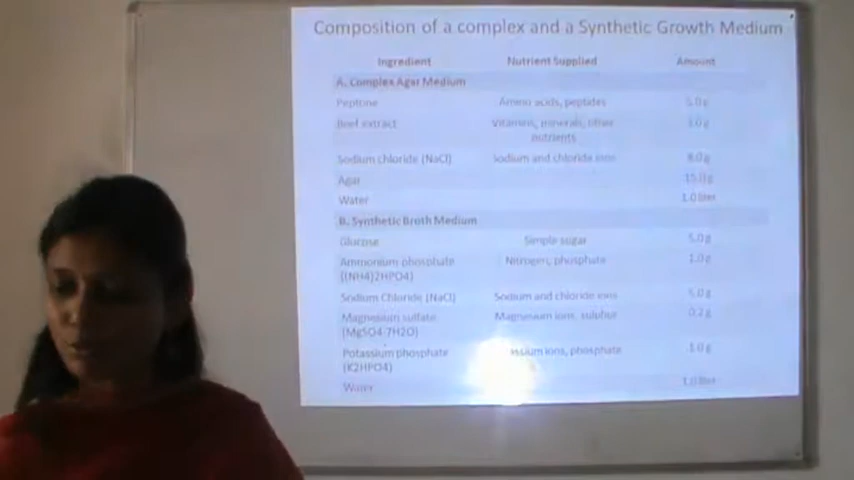 Composition of a complex and a Synthetic Growth Medium
Ingredient Nutrient Supplied Amount
A. Complex Agar Medium
Peptone Amino acids, peptates 5.0 g
Beef extract Vitamins, minerals, other nutrients 3.0 g
Sodium chloride (NaCl) Sodium and chloride ions 8.0 g
Agar 15.0 g
Water 1.0 liter
B. Synthetic Broth Medium
Glucose Simple sugar 5.0 g
Ammonium phosphate Nitrogen, phosphate 1.0 g
((NH4)2HPO4)
Sodium Chloride (NaCl) Sodium and chloride ions 5.0 g
Magnesium sulfate Magnesium ions, sulphur 0.2 g
(MgSO4·7H2O)
Potassium phosphate ssium ions, phosphate 1.0 g
(K2HPO4)
Water 1.0 liter